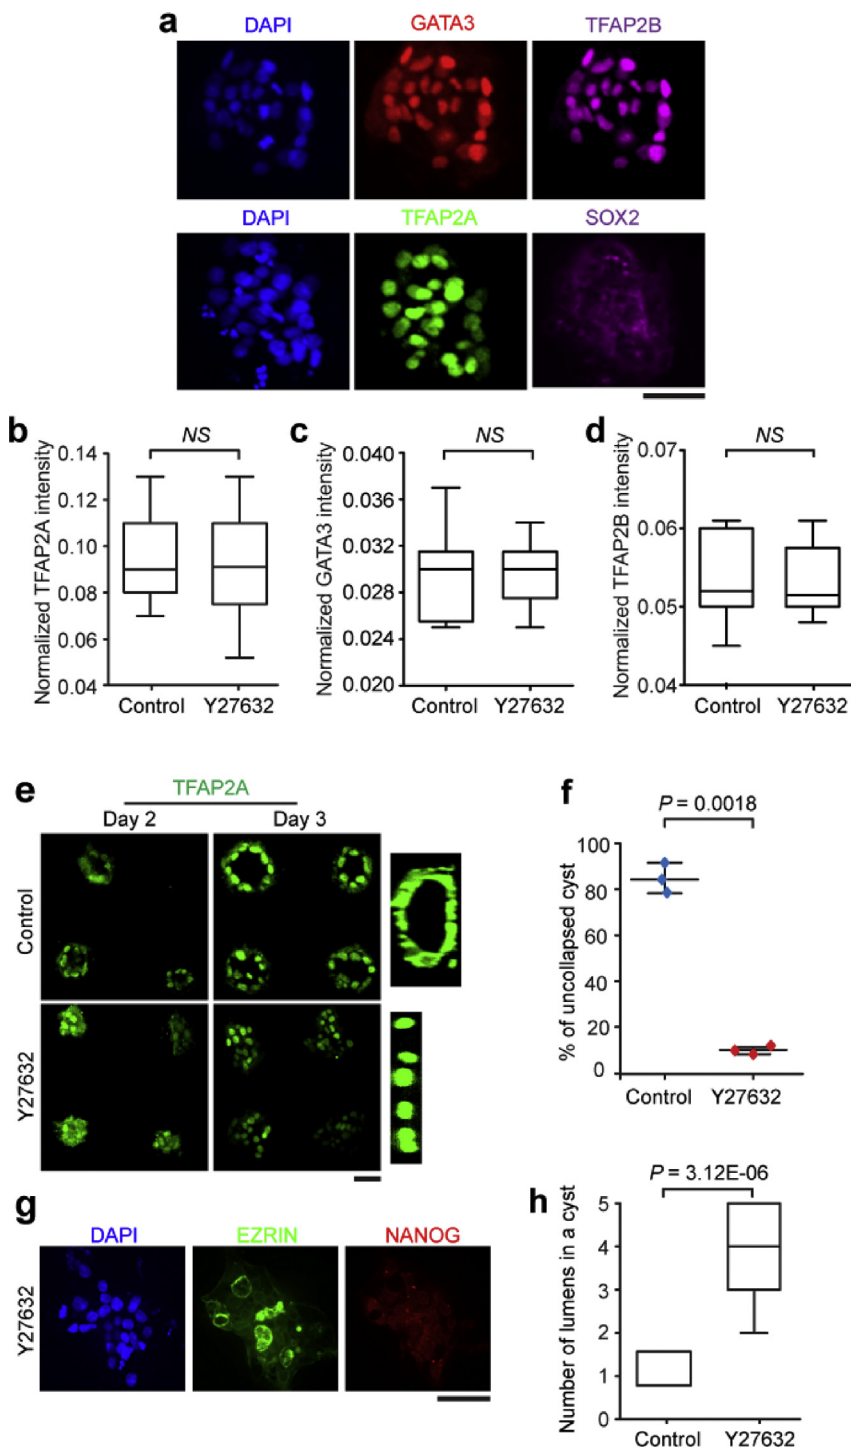 a
DAPI GATA3 TFAP2B
DAPI TFAP2A SOX2
b
NS
Normalized TFAP2A intensity
0.14
0.12
0.10
0.08
0.06
0.04
Control Y27632
c
NS
Normalized GATA3 intensity
0.040
0.036
0.032
0.028
0.024
0.020
Control Y27632
d
NS
Normalized TFAP2B intensity
0.07
0.06
0.05
0.04
Control Y27632
e
TFAP2A
Day 2 Day 3
Control
Y27632
f
P = 0.0018
% of uncollapsed cyst
100
80
60
40
20
10
0
Control Y27632
g
DAPI EZRIN NANOG
Y27632
h
P = 3.12E-06
Number of lumens in a cyst
5
4
3
2
1
0
Control Y27632